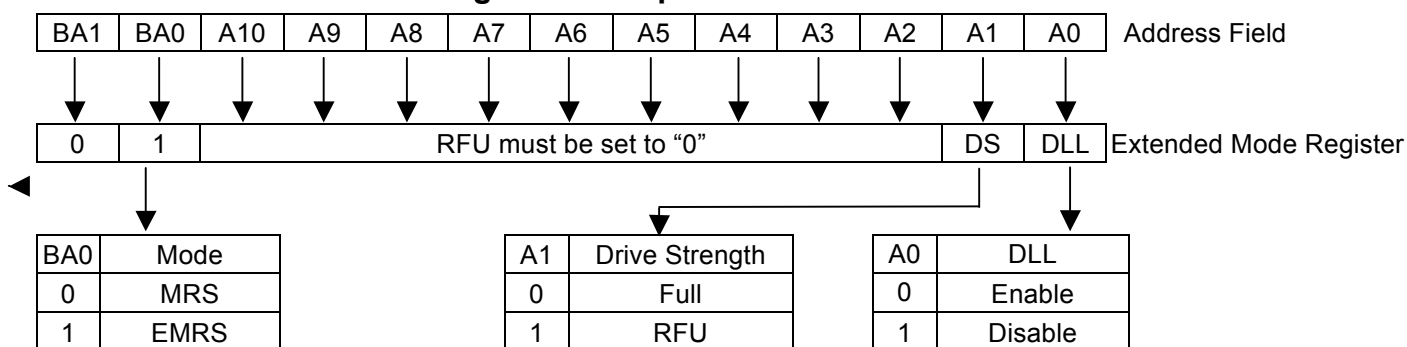 BA1 BA0 A10 A9 A8 A7 A6 A5 A4 A3 A2 A1 A0 Address Field
0 1 RFU must be set to “0” DS DLL Extended Mode Register
BA0 Mode
0 MRS
1 EMRS
A1 Drive Strength
0 Full
1 RFU
A0 DLL
0 Enable
1 Disable